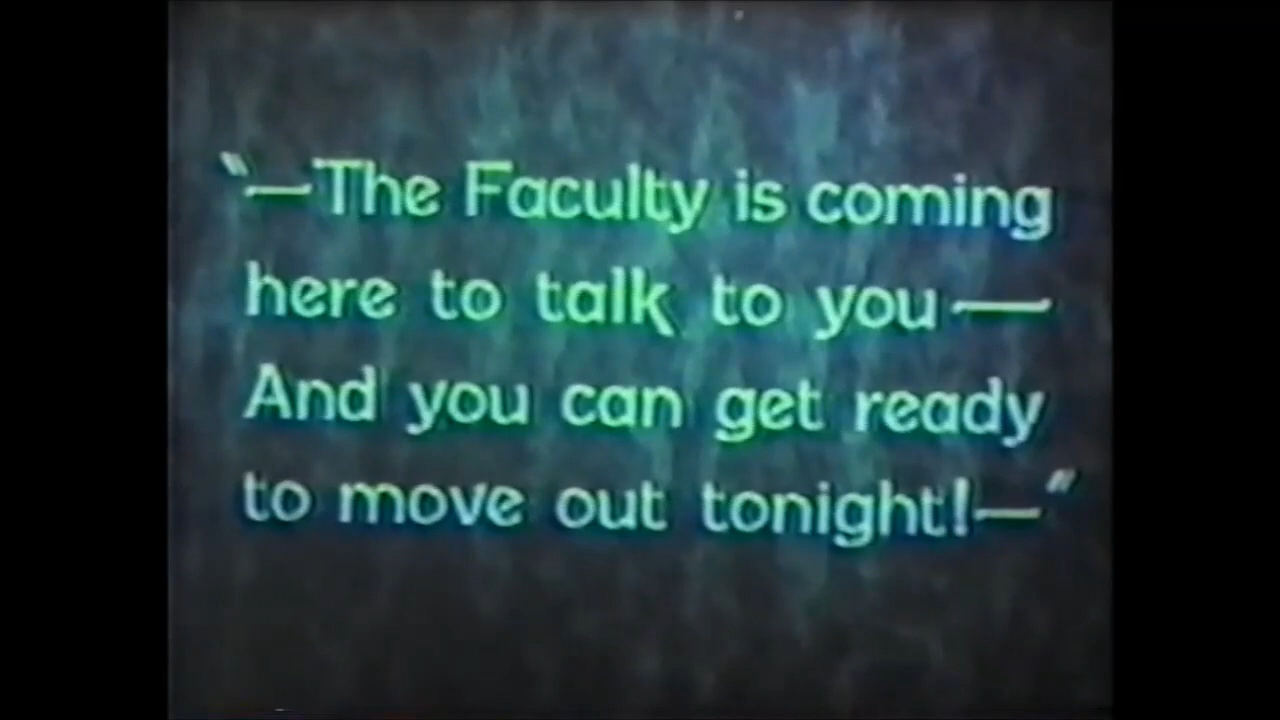 “—The Faculty is coming
here to talk to you —
And you can get ready
to move out tonight!—”